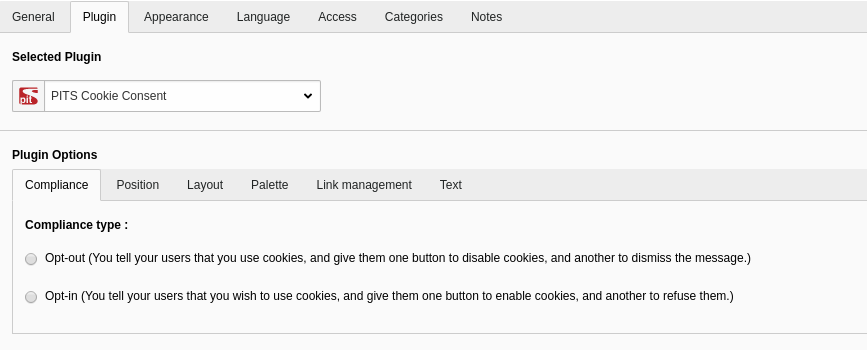 General Plugin Appearance Language Access Categories Notes
Selected Plugin
pit
PITS Cookie Consent
Plugin Options
Compliance Position Layout Palette Link management Text
Compliance type :
Opt-out (You tell your users that you use cookies, and give them one button to disable cookies, and another to dismiss the message.)
Opt-in (You tell your users that you wish to use cookies, and give them one button to enable cookies, and another to refuse them.)